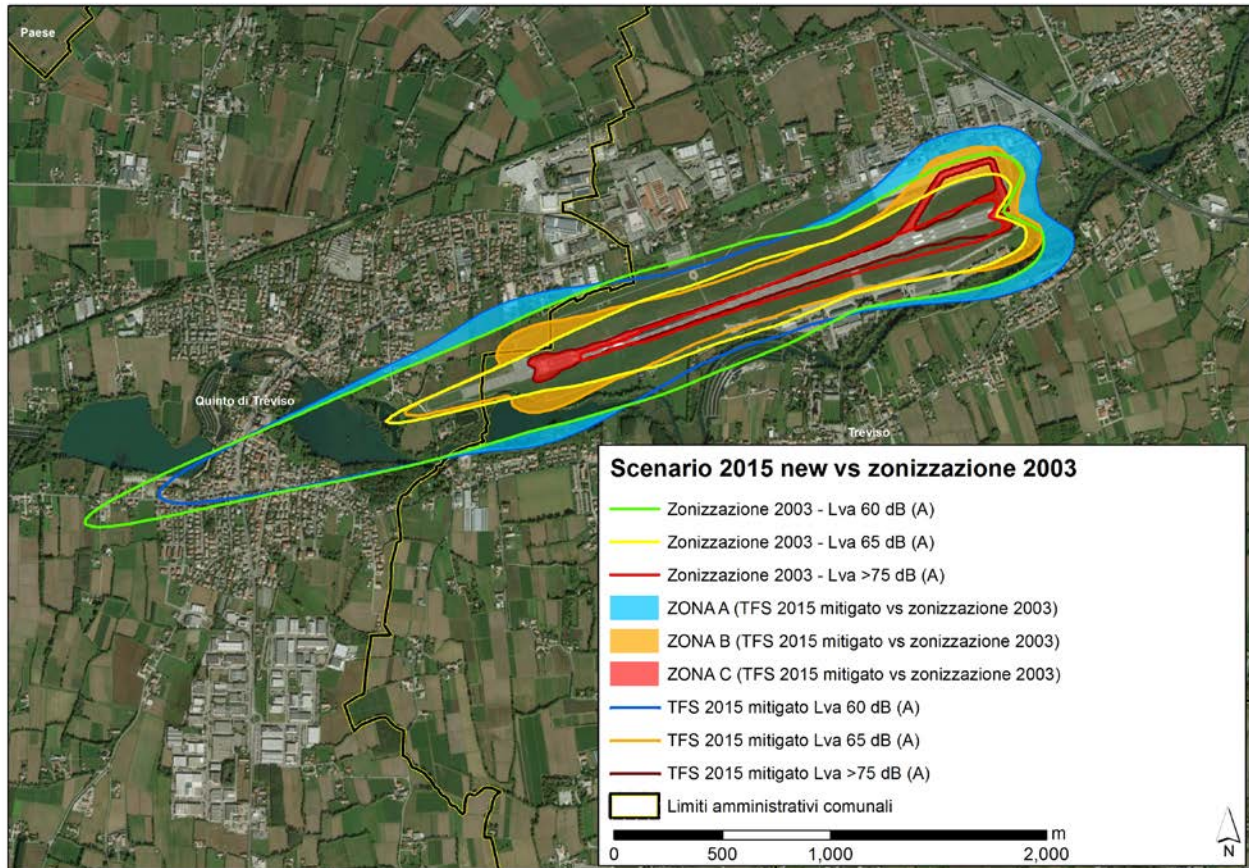 Paese
Quinto di Treviso
Treviso
Scenario 2015 new vs zonizzazione 2003
Zonizzazione 2003 - Lva 60 dB (A)
Zonizzazione 2003 - Lva 65 dB (A)
Zonizzazione 2003 - Lva >75 dB (A)
ZONA A (TFS 2015 mitigato vs zonizzazione 2003)
ZONA B (TFS 2015 mitigato vs zonizzazione 2003)
ZONA C (TFS 2015 mitigato vs zonizzazione 2003)
TFS 2015 mitigato Lva 60 dB (A)
TFS 2015 mitigato Lva 65 dB (A)
TFS 2015 mitigato Lva >75 dB (A)
Limiti amministrativi comunali
m
0 500 1,000 2,000
N